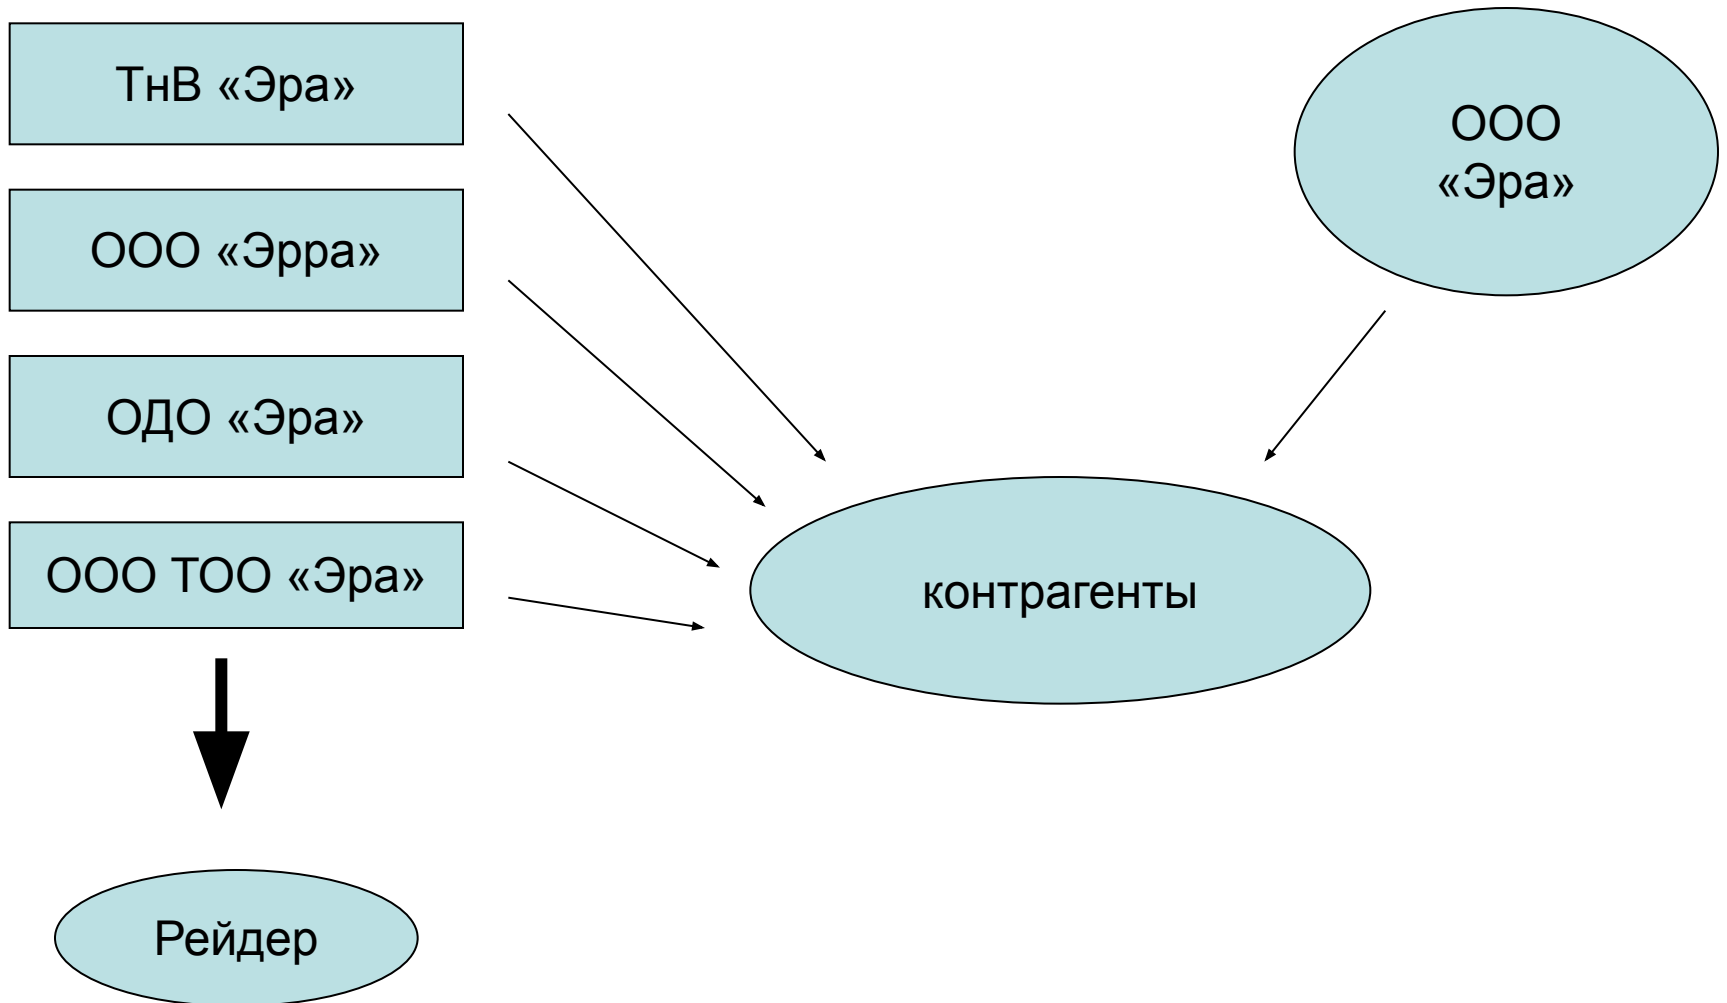 ТнВ «Эра»
ООО «Эрра»
ОДО «Эра»
ООО ТОО «Эра»
Рейдер
ООО
«Эра»
контрагенты